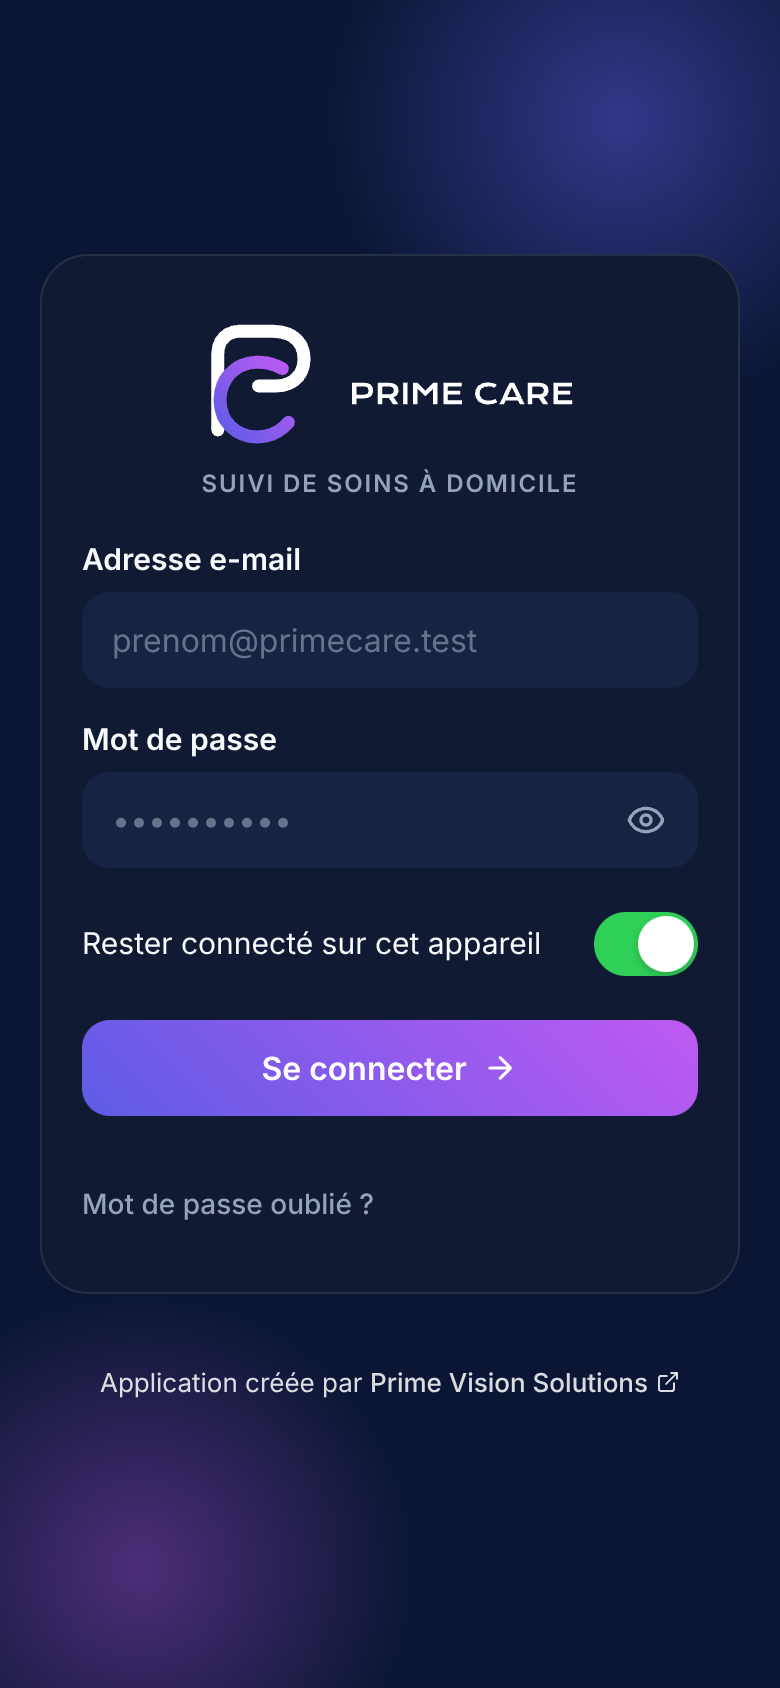 PRIME CARE
SUIVI DE SOINS À DOMICILE
Adresse e-mail
prenom@primecare.test
Mot de passe
••••••••••
Rester connecté sur cet appareil
Se connecter →
Mot de passe oublié ?
Application créée par Prime Vision Solutions